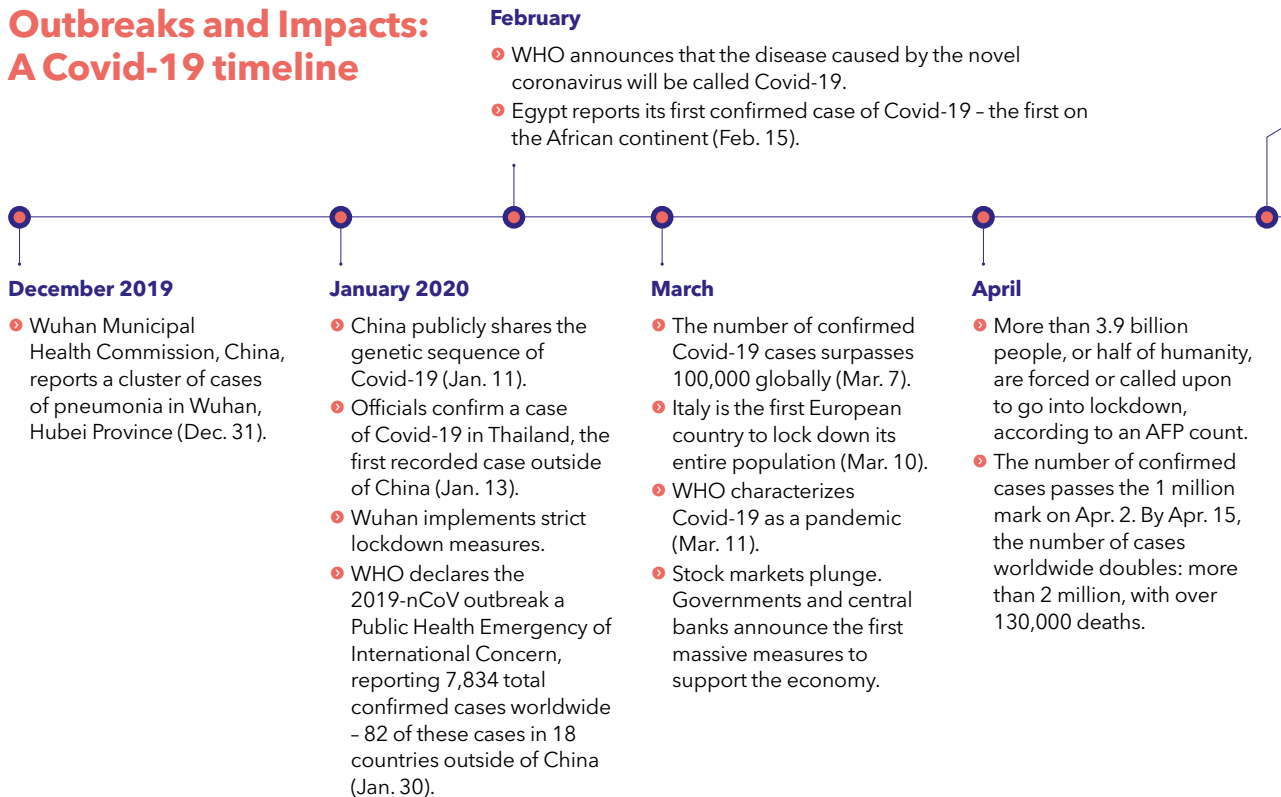 Outbreaks and Impacts:
A Covid-19 timeline
February
WHO announces that the disease caused by the novel
coronavirus will be called Covid-19.
Egypt reports its first confirmed case of Covid-19 – the first on
the African continent (Feb. 15).
December 2019
Wuhan Municipal
Health Commission, China,
reports a cluster of cases
of pneumonia in Wuhan,
Hubei Province (Dec. 31).
January 2020
China publicly shares the
genetic sequence of
Covid-19 (Jan. 11).
Officials confirm a case
of Covid-19 in Thailand, the
first recorded case outside
of China (Jan. 13).
Wuhan implements strict
lockdown measures.
WHO declares the
2019-nCoV outbreak a
Public Health Emergency of
International Concern,
reporting 7,834 total
confirmed cases worldwide
– 82 of these cases in 18
countries outside of China
(Jan. 30).
March
The number of confirmed
Covid-19 cases surpasses
100,000 globally (Mar. 7).
Italy is the first European
country to lock down its
entire population (Mar. 10).
WHO characterizes
Covid-19 as a pandemic
(Mar. 11).
Stock markets plunge.
Governments and central
banks announce the first
massive measures to
support the economy.
April
More than 3.9 billion
people, or half of humanity,
are forced or called upon
to go into lockdown,
according to an AFP count.
The number of confirmed
cases passes the 1 million
mark on Apr. 2. By Apr. 15,
the number of cases
worldwide doubles: more
than 2 million, with over
130,000 deaths.